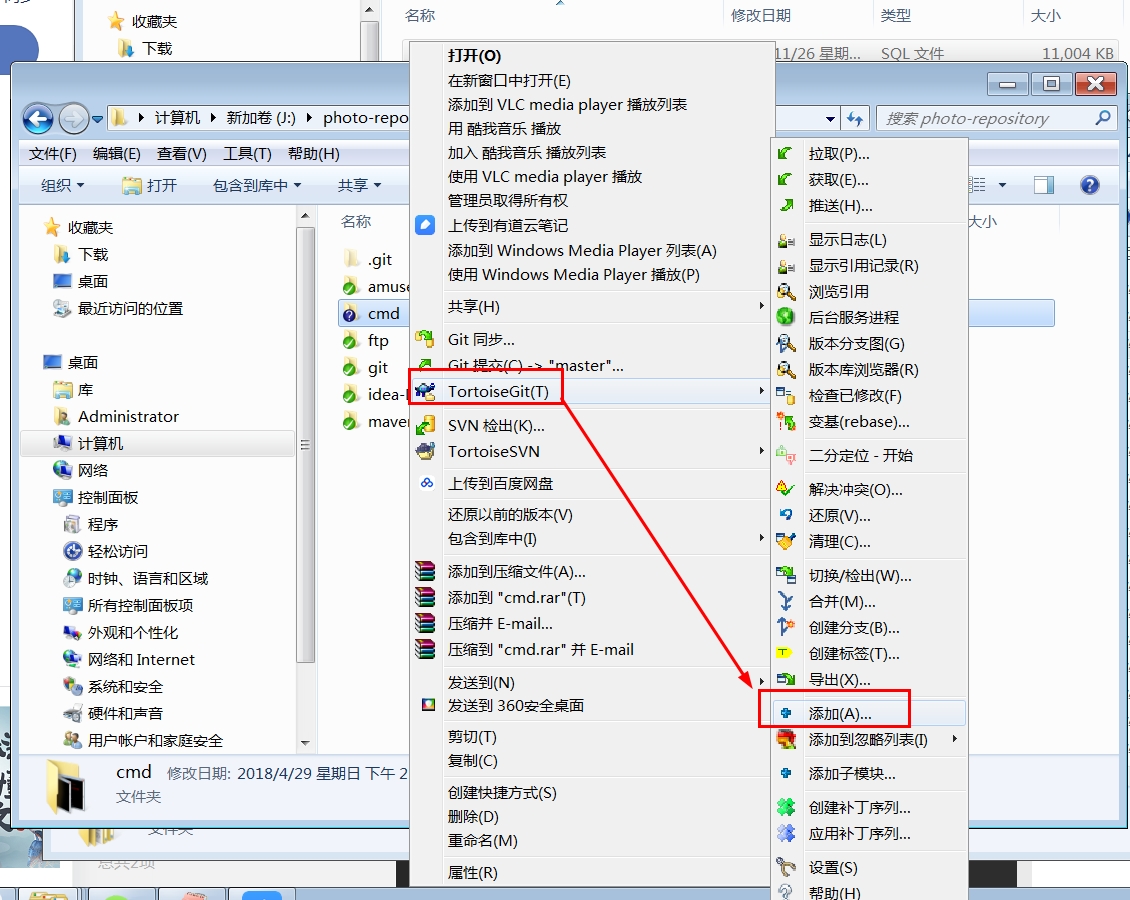 收藏夹
下载
名称
修改日期
类型
大小
11/26 星期...
SQL 文件
11,004 KB
计算机
新加卷 (J:)
photo-repo
搜索 photo-repository
文件(F)
编辑(E)
查看(V)
工具(T)
帮助(H)
组织
打开
包含到库中
共享
收藏夹
下载
桌面
最近访问的位置
桌面
库
Administrator
计算机
网络
控制面板
程序
轻松访问
时钟、语言和区域
所有控制面板项
外观和个性化
网络和 Internet
系统和安全
硬件和声音
用户帐户和家庭安全
名称
大小
.git
amuse
cmd
ftp
git
idea-
maven
打开(O)
在新窗口中打开(E)
添加到 VLC media player 播放列表
用 酷我音乐 播放
加入 酷我音乐 播放列表
使用 VLC media player 播放
管理员取得所有权
上传到有道云笔记
添加到 Windows Media Player 列表(A)
使用 Windows Media Player 播放(P)
共享(H)
Git 同步...
Git 提交(C) -> "master"...
TortoiseGit(T)
SVN 检出(K)...
TortoiseSVN
上传到百度网盘
还原以前的版本(V)
包含到库中(I)
添加到压缩文件(A)...
添加到 "cmd.rar"(T)
压缩并 E-mail...
压缩到 "cmd.rar" 并 E-mail
发送到(N)
发送到 360安全桌面
剪切(T)
复制(C)
创建快捷方式(S)
删除(D)
重命名(M)
属性(R)
拉取(P)...
获取(E)...
推送(H)...
显示日志(L)
显示引用记录(R)
浏览引用
后台服务进程
版本分支图(G)
版本库浏览器(R)
检查已修改(F)
变基(rebase)...
二分定位 - 开始
解决冲突(O)...
还原(V)...
清理(C)...
切换/检出(W)...
合并(M)...
创建分支(B)...
创建标签(T)...
导出(X)...
添加(A)...
添加到忽略列表(I)
添加子模块...
创建补丁序列...
应用补丁序列...
设置(S)
帮助(H)
cmd
修改日期: 2018/4/29 星期日 下午 2
文件夹
文件夹
总共2项